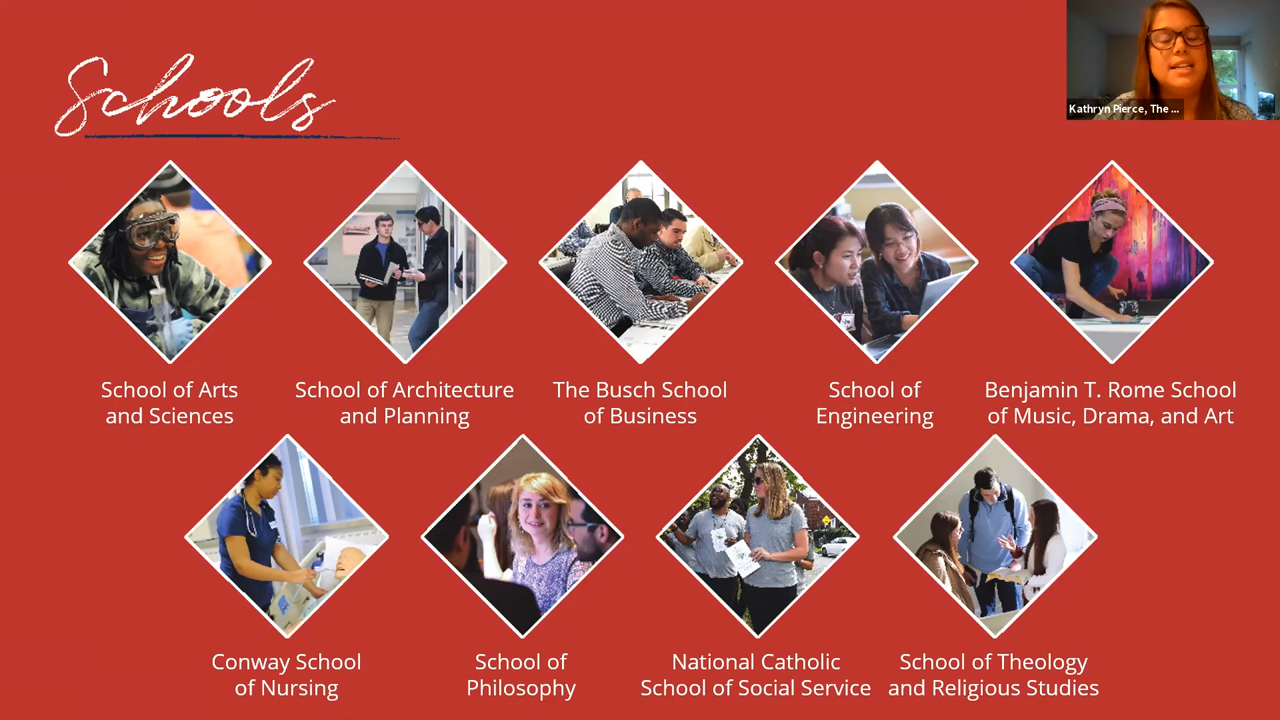 Schools
Kathryn Pierce, The ...
School of Arts
and Sciences
School of Architecture
and Planning
The Busch School
of Business
School of
Engineering
Benjamin T. Rome School
of Music, Drama, and Art
Conway School
of Nursing
School of
Philosophy
National Catholic
School of Social Service
School of Theology
and Religious Studies